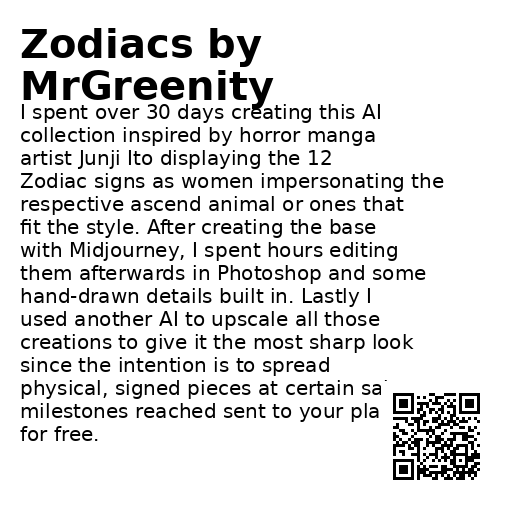 Zodiacs by
MrGreenity
I spent over 30 days creating this AI
collection inspired by horror manga
artist Junji Ito displaying the 12
Zodiac signs as women impersonating the
respective ascend animal or ones that
fit the style. After creating the base
with Midjourney, I spent hours editing
them afterwards in Photoshop and some
hand-drawn details built in. Lastly I
used another AI to upscale all those
creations to give it the most sharp look
since the intention is to spread
physical, signed pieces at certain
milestones reached sent to your
for free.